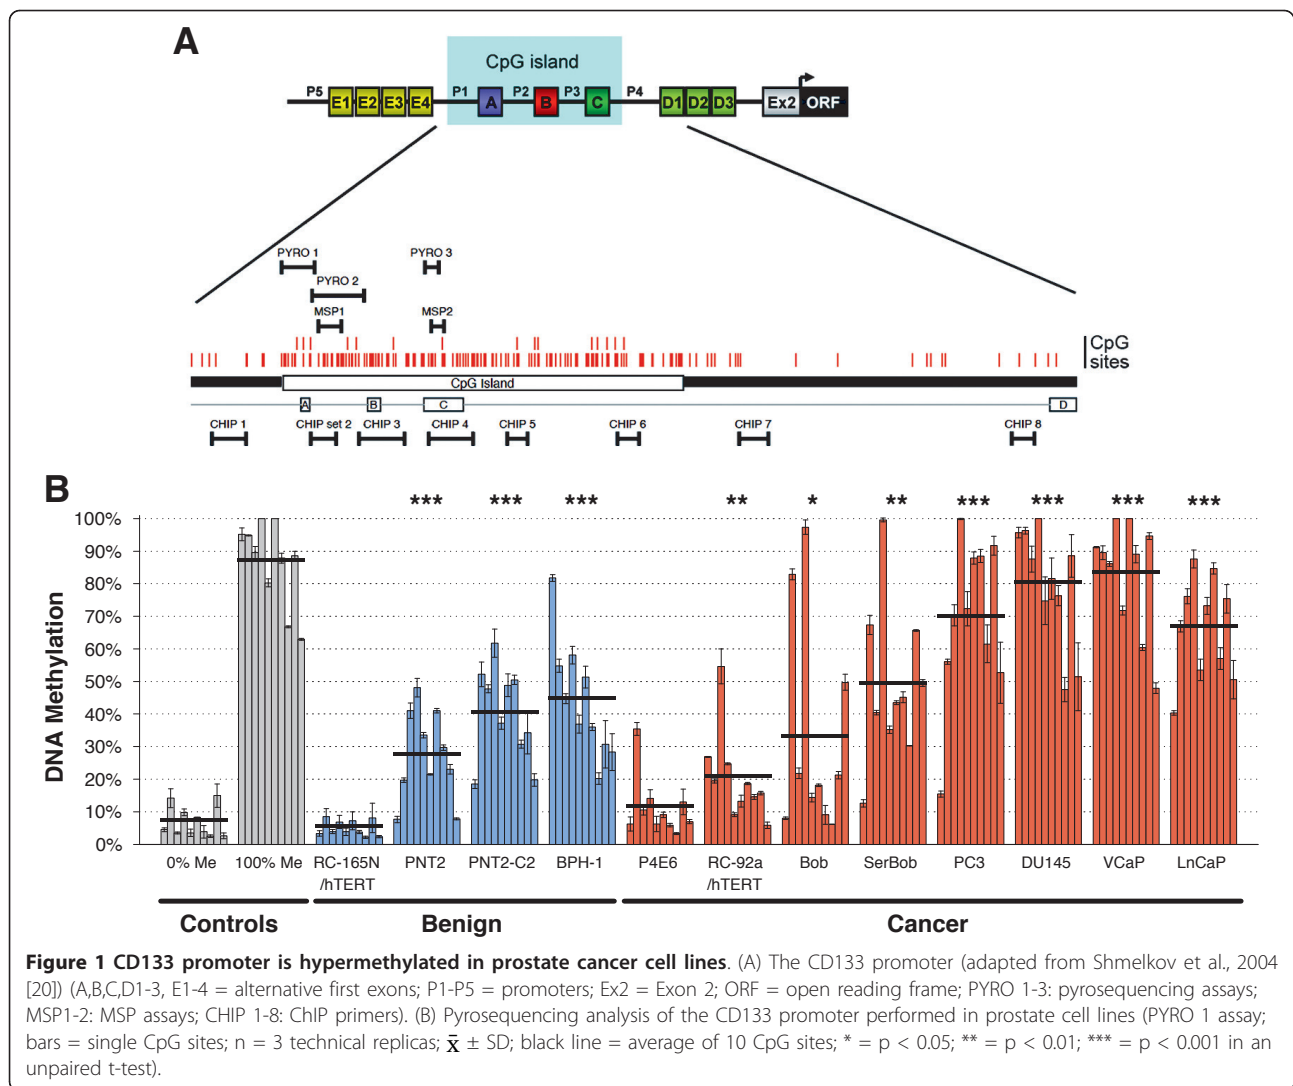 A
CpG island
P5 E1 E2 E3 E4 P1 A P2 B P3 C P4 D1 D2 D3 Ex2 ORF
PYRO 1 PYRO 3
PYRO 2
MSP1 MSP2
CpG sites
CpG Island
A B C D
CHIP 1 CHIP set 2 CHIP 3 CHIP 4 CHIP 5 CHIP 6 CHIP 7 CHIP 8
B
*** *** *** ** * ** *** *** *** ***
DNA Methylation
100%
90%
80%
70%
60%
50%
40%
30%
20%
10%
0%
0% Me 100% Me RC-165N /hTERT PNT2 PNT2-C2 BPH-1 P4E6 RC-92a /hTERT Bob SerBob PC3 DU145 VCaP LnCaP
Controls Benign Cancer
Figure 1 CD133 promoter is hypermethylated in prostate cancer cell lines. (A) The CD133 promoter (adapted from Shmelkov et al., 2004
[20]) (A,B,C,D1-3, E1-4 = alternative first exons; P1-P5 = promoters; Ex2 = Exon 2; ORF = open reading frame; PYRO 1-3: pyrosequencing assays;
MSP1-2: MSP assays; CHIP 1-8: ChIP primers). (B) Pyrosequencing analysis of the CD133 promoter performed in prostate cell lines (PYRO 1 assay;
bars = single CpG sites; n = 3 technical replicas; x̄ ± SD; black line = average of 10 CpG sites; * = p < 0.05; ** = p < 0.01; *** = p < 0.001 in an
unpaired t-test).